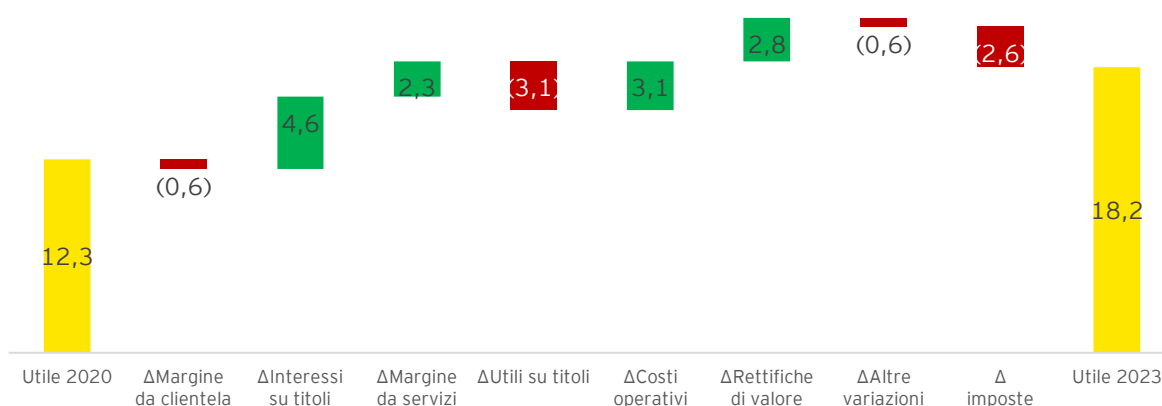 2,8
(0,6)
(2,6)
2,3
(3,1)
3,1
4,6
(0,6)
18,2
12,3
Utile 2020
ΔMargine
da clientela
ΔInteressi
su titoli
ΔMargine
da servizi
ΔUtili su titoli
ΔCosti
operativi
ΔRettifiche
di valore
ΔAltre
variazioni
Δ
imposte
Utile 2023